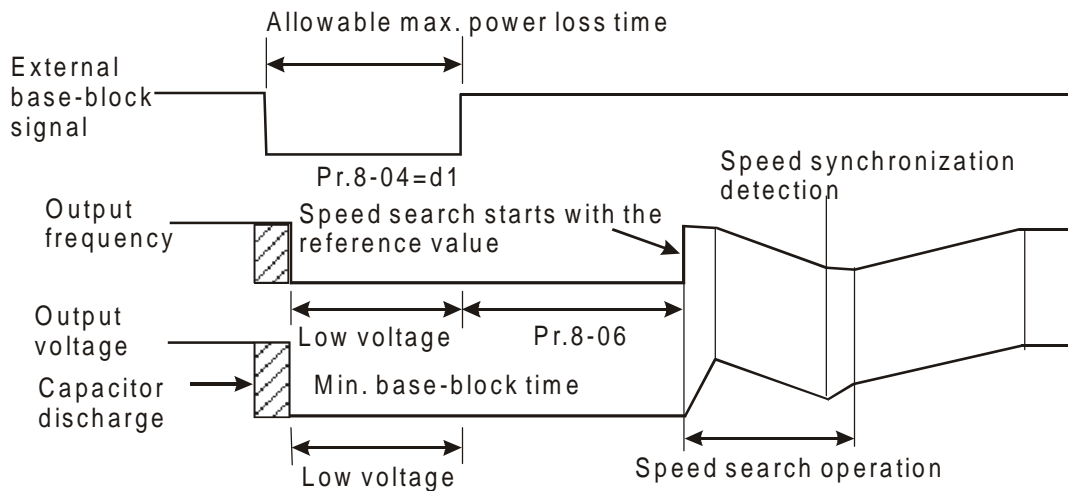 Allowable max. power loss time
External
base-block
signal
Pr.8-04=d1
Speed synchronization
detection
Output
frequency
Speed search starts with the
reference value
Output
voltage
Low voltage
Pr.8-06
Capacitor
discharge
Min. base-block time
Low voltage
Speed search operation